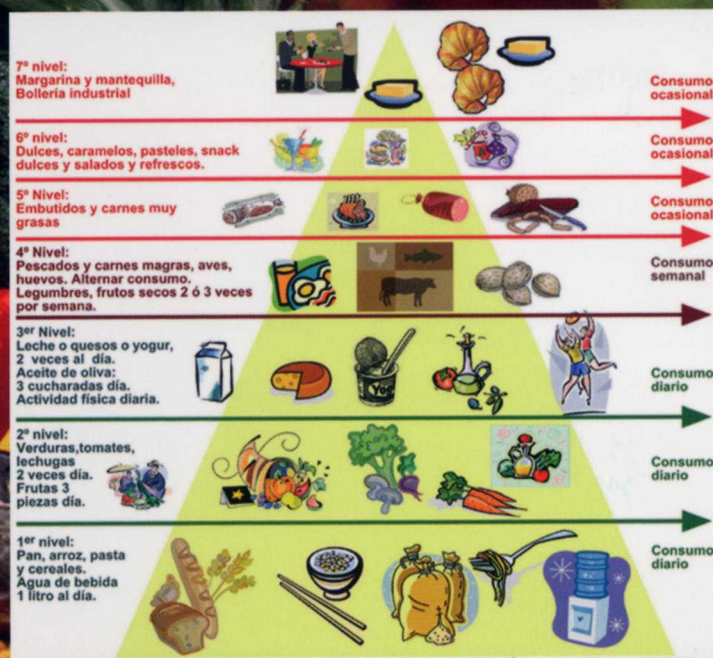 7º nivel:
Margarina y mantequilla,
Bollería industrial
Consumo
ocasional
6º nivel:
Dulces, caramelos, pasteles, snack
dulces y salados y refrescos.
Consumo
ocasional
5º Nivel:
Embutidos y carnes muy
grasas
Consumo
ocasional
4º Nivel:
Pescados y carnes magras, aves,
huevos. Alternar consumo.
Legumbres, frutos secos 2 ó 3 veces
por semana.
Consumo
semanal
3er Nivel:
Leche o quesos o yogur,
2 veces al día.
Aceite de oliva:
3 cucharadas día.
Actividad física diaria.
Yog
Consumo
diario
2º nivel:
Verduras,tomates,
lechugas
2 veces día.
Frutas 3
piezas día.
Consumo
diario
1er nivel:
Pan, arroz, pasta
y cereales.
Agua de bebida
1 litro al día.
Consumo
diario